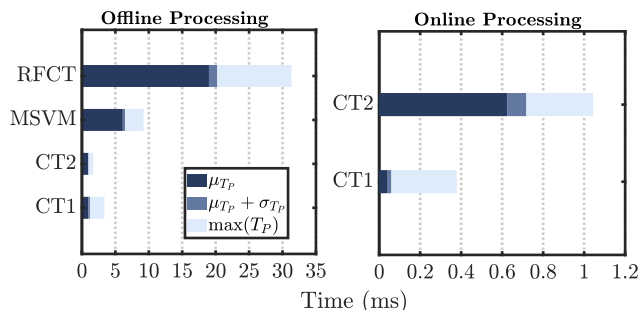 Offline Processing
RFCT
MSVM
CT2
CT1
μ_{T_P}
μ_{T_P} + σ_{T_P}
max(T_P)
0 5 10 15 20 25 30 35
Online Processing
CT2
CT1
0 0.2 0.4 0.6 0.8 1 1.2
Time (ms)